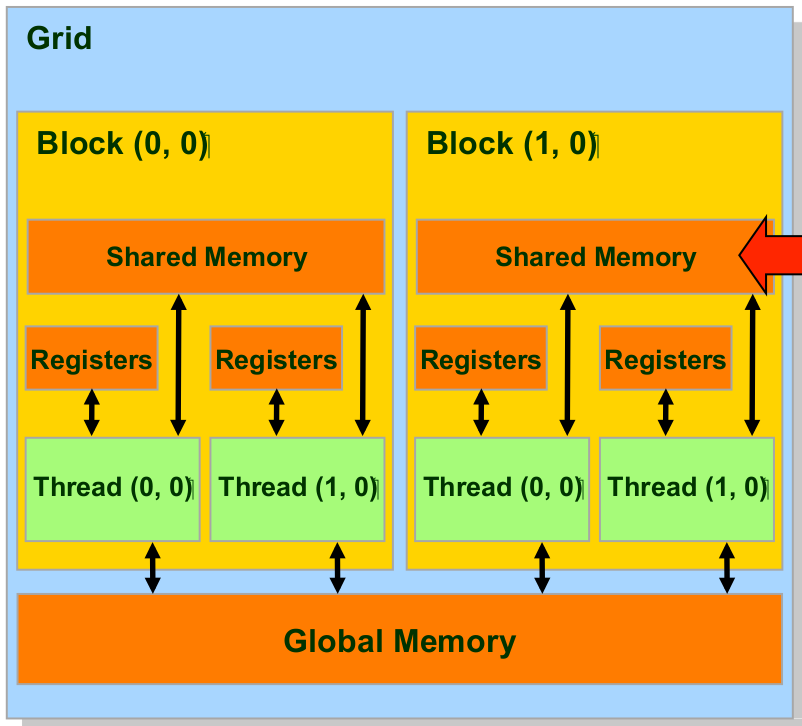 Grid
Block (0, 0)
Block (1, 0)
Shared Memory
Shared Memory
Registers
Registers
Registers
Registers
Thread (0, 0)
Thread (1, 0)
Thread (0, 0)
Thread (1, 0)
Global Memory